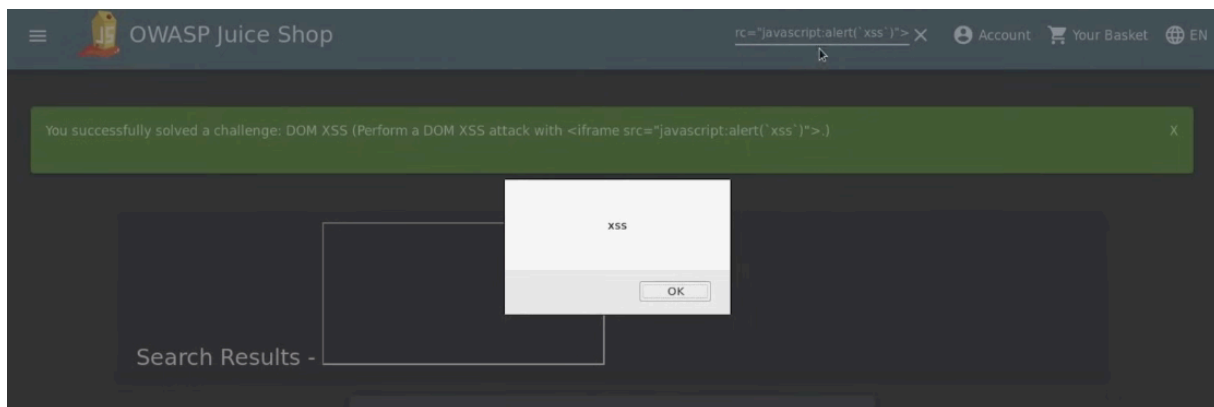 OWASP Juice Shop
rc="javascript:alert(`xss`)"> Account Your Basket EN
You successfully solved a challenge: DOM XSS (Perform a DOM XSS attack with <iframe src="javascript:alert(`xss`)">.) X
xss
OK
Search Results -